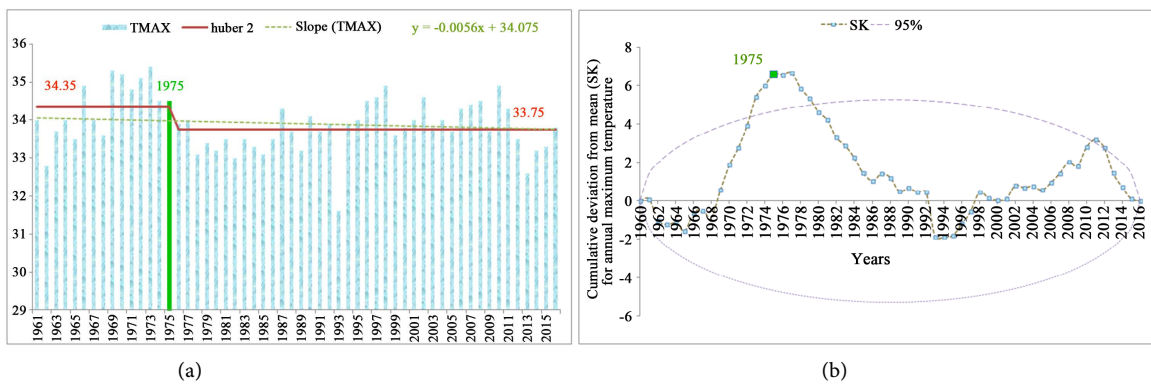 TMAX huber 2 Slope (TMAX) y = -0.0056x + 34.075
36
35
34
33
32
31
30
29
34.35
1975
33.75
1961 1963 1965 1967 1969 1971 1973 1975 1977 1979 1981 1983 1985 1987 1989 1991 1993 1995 1997 1999 2001 2003 2005 2007 2009 2011 2013 2015
(a)
SK 95%
Cumulative deviation from mean (SK)
for annual maximum temperature
8
6
4
2
0
-2
-4
-6
1975
1960 1962 1964 1966 1968 1970 1972 1974 1976 1978 1980 1982 1984 1986 1988 1990 1992 1994 1996 1998 2000 2002 2004 2006 2008 2010 2012 2014 2016
Years
(b)